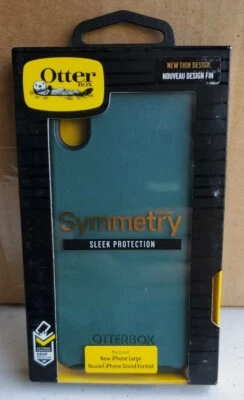 Otter
BOX
NEW THIN DESIGN
NOUVEAU DESIGN FIN
Symmetry
SERIES
SLEEK PROTECTION
OTTERBOX
New iPhone Large
Nouvel iPhone Grand Format